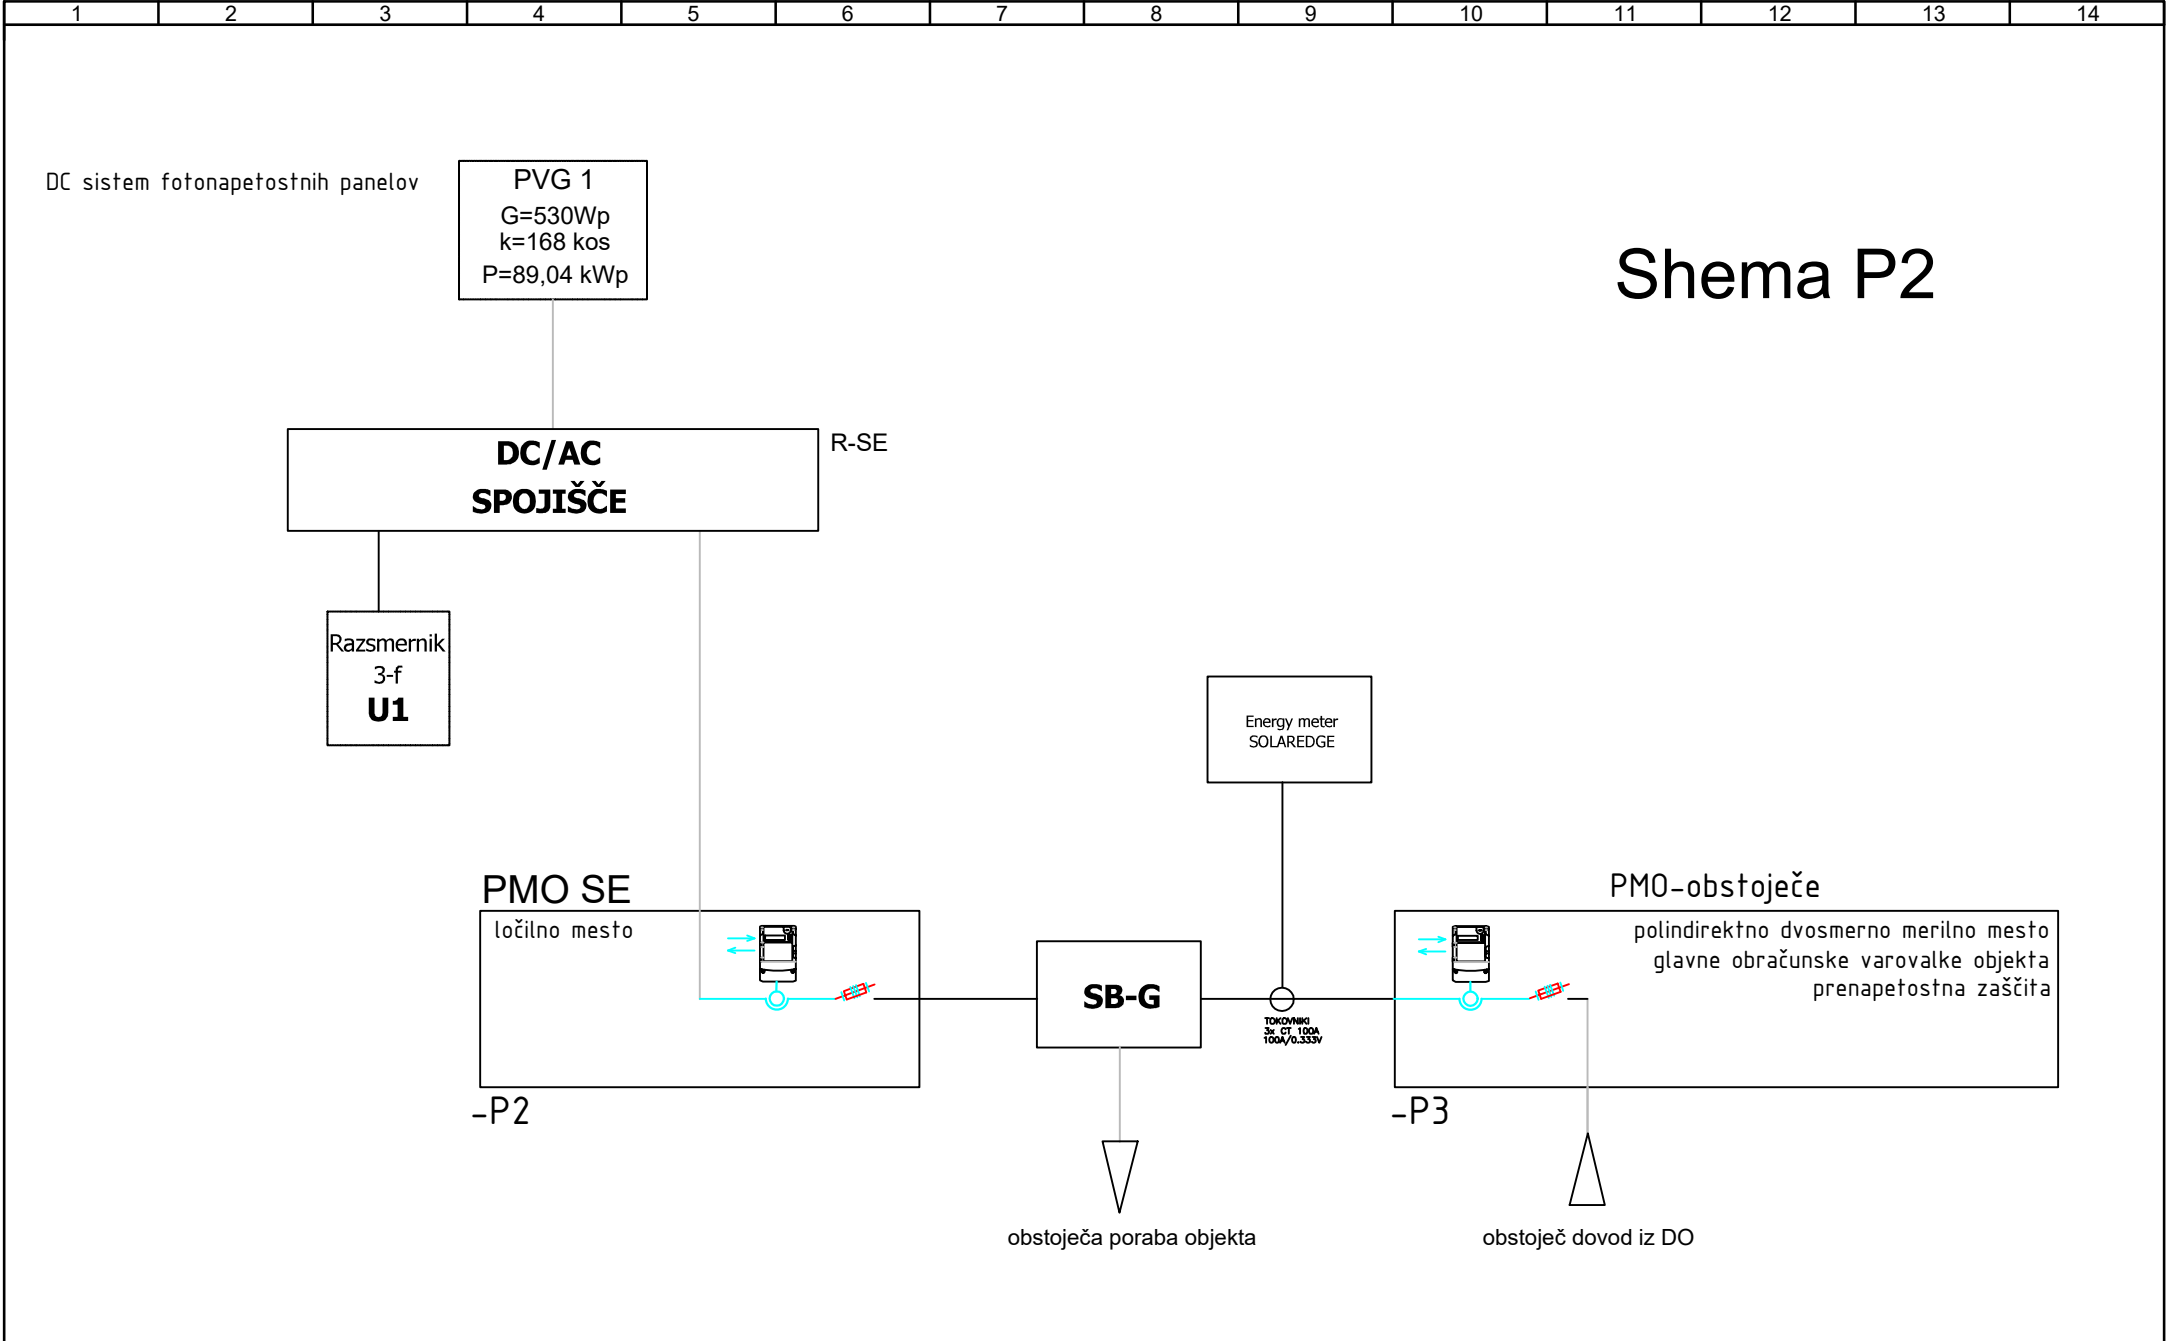 1 2 3 4 5 6 7 8 9 10 11 12 13 14
DC sistem fotonapetostnih panelov
PVG 1
G=530Wp
k=168 kos
P=89,04 kWp
Shema P2
DC/AC
SPOJIŠČE
R-SE
Razsmernik
3-f
U1
Energy meter
SOLAREDGE
PMO SE
ločilno mesto
-P2
SB-G
TOKOVNIKI
3x CT 100A
100A/0.333V
PMO-obstoječe
polindirektno dvosmerno merilno mesto
glavne obračunske varovalke objekta
prenapetostna zaščita
-P3
obstoječa poraba objekta
obstoječ dovod iz DO